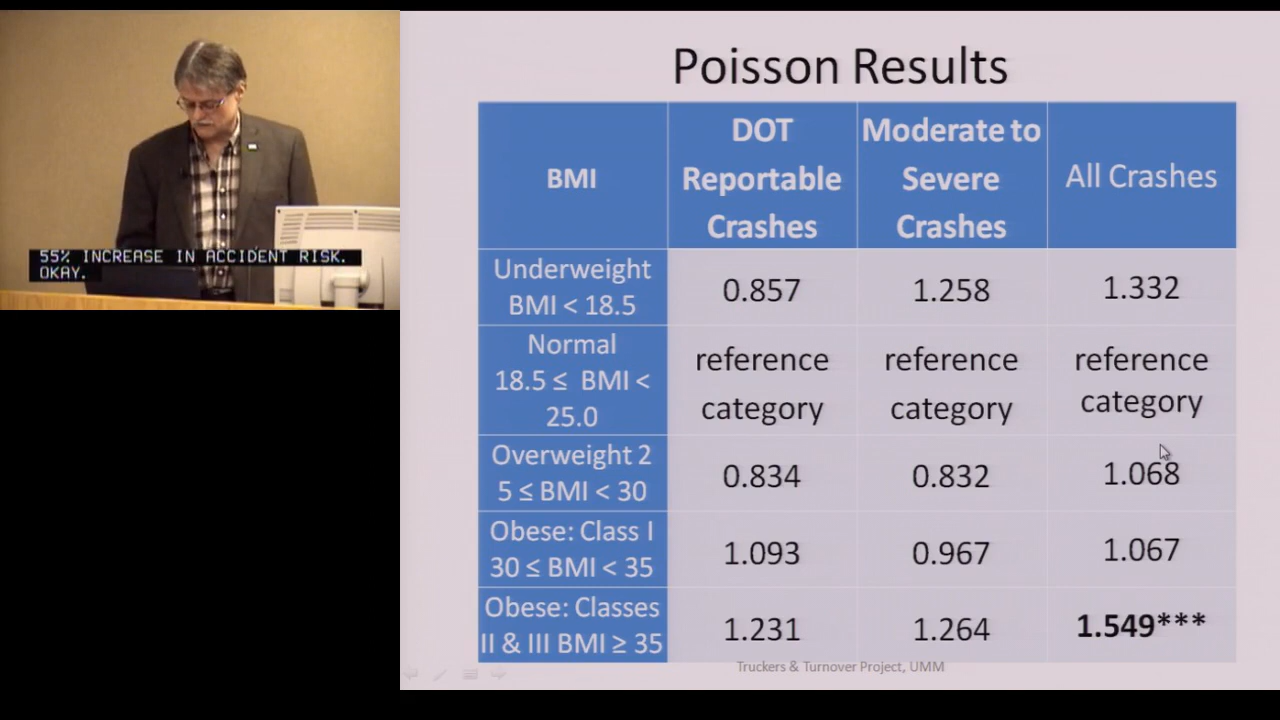 55% INCREASE IN ACCIDENT RISK.
OKAY.
Poisson Results
BMI
DOT
Reportable
Crashes
Moderate to
Severe
Crashes
All Crashes
Underweight
BMI < 18.5
0.857
1.258
1.332
Normal
18.5 ≤ BMI <
25.0
reference
category
reference
category
reference
category
Overweight 2
5 ≤ BMI < 30
0.834
0.832
1.068
Obese: Class I
30 ≤ BMI < 35
1.093
0.967
1.067
Obese: Classes
II & III BMI ≥ 35
1.231
1.264
1.549***
Truckers & Turnover Project, UMM